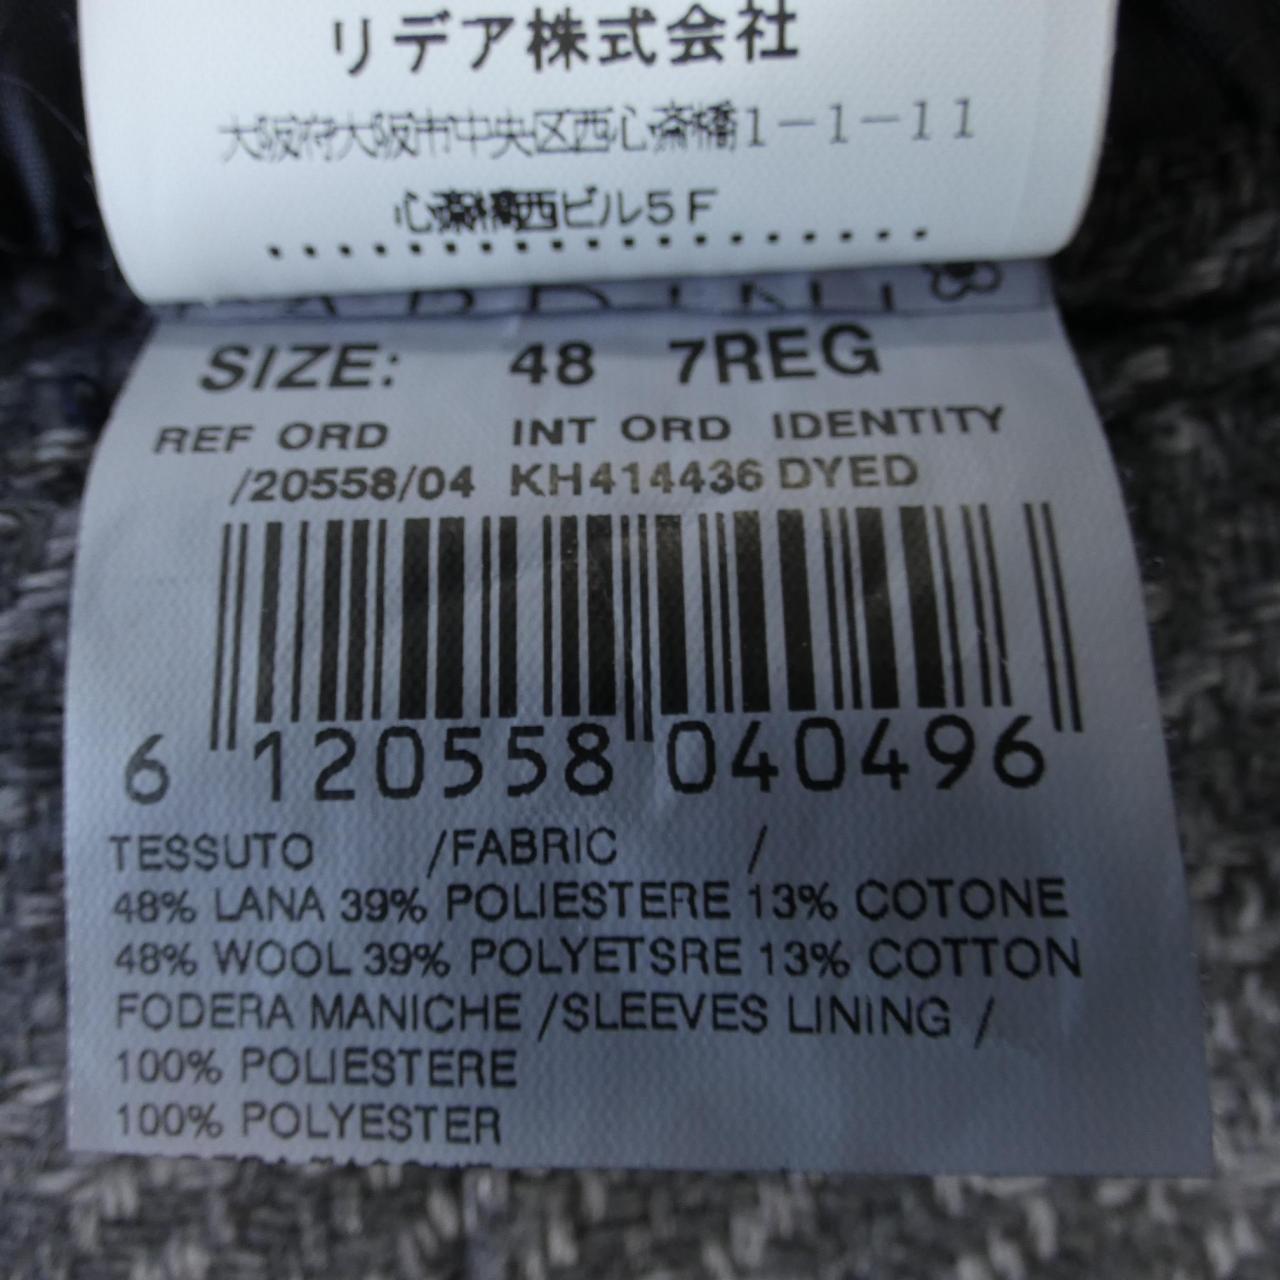 リデア株式会社
大阪府大阪市中央区西心斎橋1－1－11
心斎橋西ビル5F
SIZE: 48 7REG
REF ORD INT ORD IDENTITY
/20558/04 KH414436 DYED
6 120558 040496
TESSUTO /FABRIC /
48% LANA 39% POLIESTERE 13% COTONE
48% WOOL 39% POLYETSRE 13% COTTON
FODERA MANICHE /SLEEVES LINING /
100% POLIESTERE
100% POLYESTER